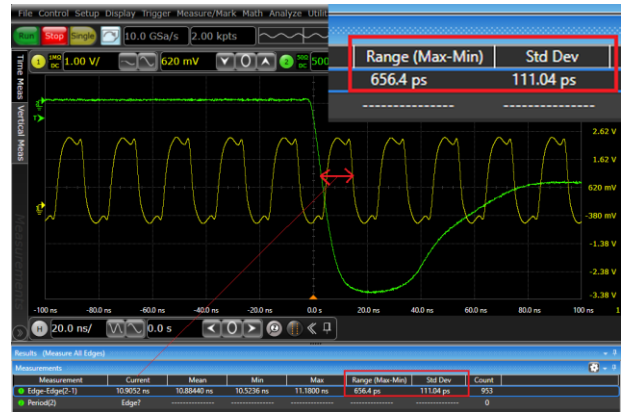 File Control Setup Display Trigger Measure/Mark Math Analyze Utilit
Run Stop Single 10.0 GSa/s 2.00 kpts
1 1MΩ DC 1.00 V/ 620 mV 2 50Ω DC 500
Range (Max-Min) Std Dev
656.4 ps 111.04 ps
--------------- ---------------
Time Meas
Vertical Meas
Measurements
T
2.62 V
1.62 V
620 mV
-380 mV
-1.38 V
-2.38 V
-3.38 V
-100 ns -80.0 ns -60.0 ns -40.0 ns -20.0 ns 0.0 s 20.0 ns 40.0 ns 60.0 ns 80.0 ns 100 ns 1
H 20.0 ns/ 0.0 s 0
Results (Measure All Edges)
Measurements
Measurement Current Mean Min Max Range (Max-Min) Std Dev Count
Edge-Edge(2-1) 10.9052 ns 10.88440 ns 10.5236 ns 11.1800 ns 656.4 ps 111.04 ps 953
Period(2) Edge? --------------- --------------- --------------- --------------- --------------- 0